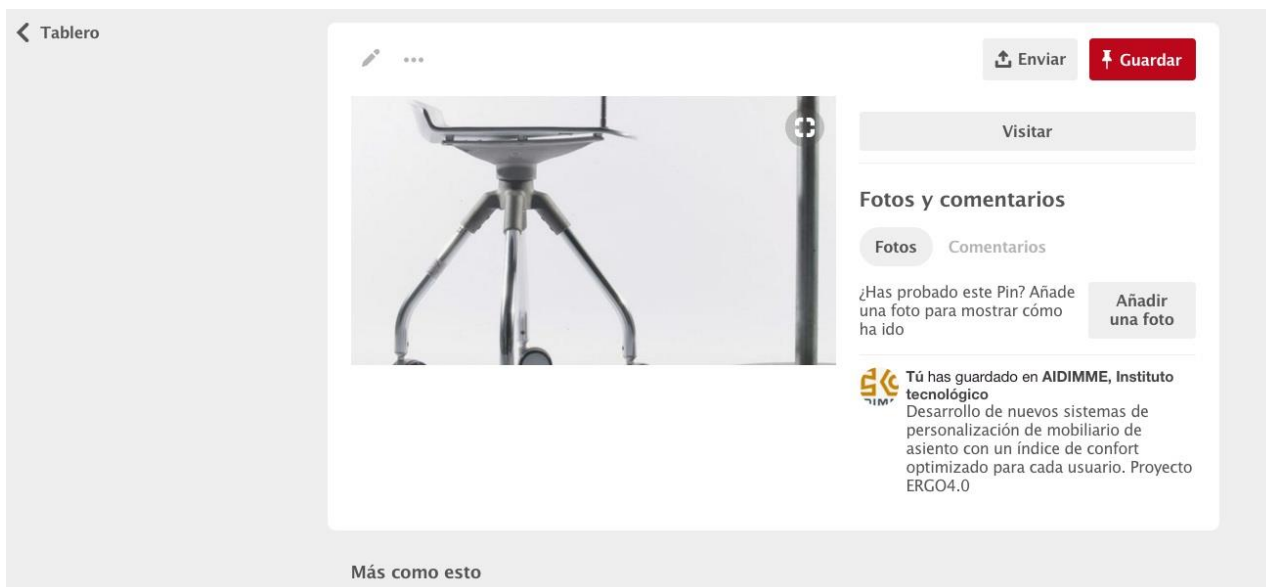 Tablero
Enviar
Guardar
Visitar
Fotos y comentarios
Fotos
Comentarios
¿Has probado este Pin? Añade
una foto para mostrar cómo
ha ido
Añadir
una foto
Tú has guardado en AIDIMME, Instituto
tecnológico
Desarrollo de nuevos sistemas de
personalización de mobiliario de
asiento con un índice de confort
optimizado para cada usuario. Proyecto
ERGO4.0
Más como esto